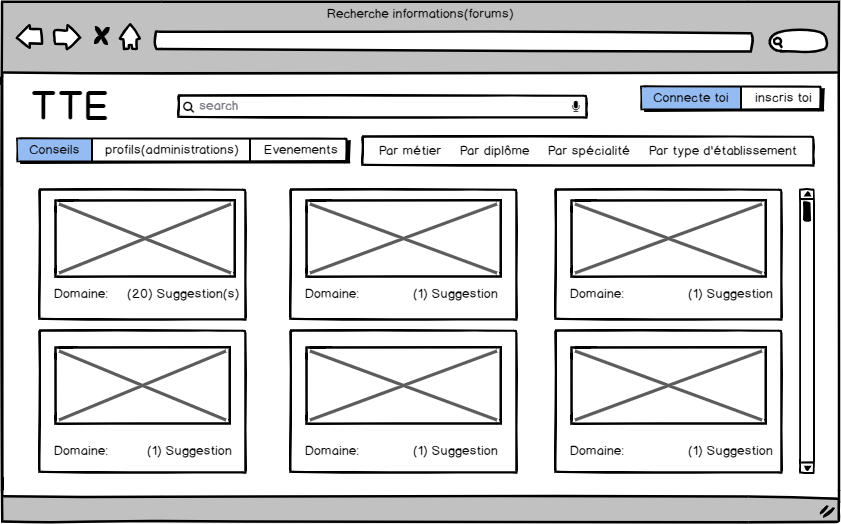 Recherche informations(forums)
TTE
search
Connecte toi
inscris toi
Conseils
profils(administrations)
Evenements
Par métier
Par diplôme
Par spécialité
Par type d'établissement
Domaine: (20) Suggestion(s)
Domaine: (1) Suggestion
Domaine: (1) Suggestion
Domaine: (1) Suggestion
Domaine: (1) Suggestion
Domaine: (1) Suggestion